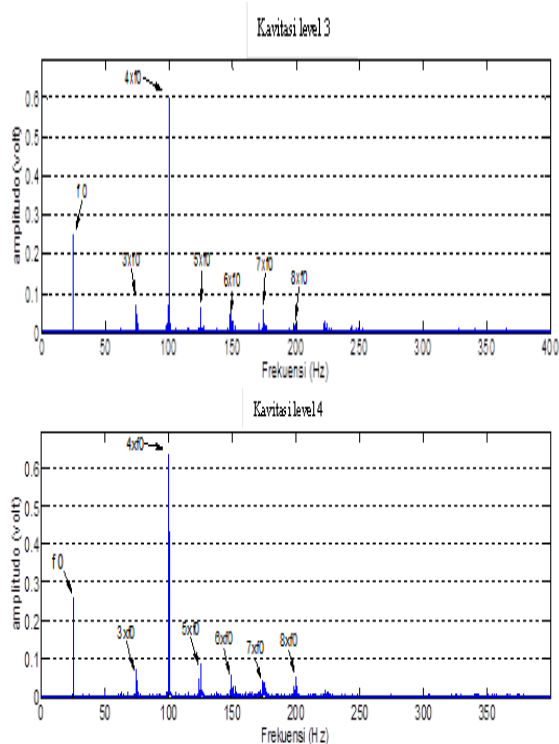 Kavitasi level 3
amplitudo (volt)
0.6
0.5
0.4
0.3
0.2
0.1
0
4xf0
f 0
3xf0
5xf0
6xf0
7xf0
8xf0
0 50 100 150 200 250 300 350 400
Frekuensi (Hz)
Kavitasi level 4
amplitudo (volt)
0.6
0.5
0.4
0.3
0.2
0.1
0
4xf0
f 0
3xf0
5xf0
6xf0
7xf0
8xf0
0 50 100 150 200 250 300 350 400
Frekuensi (Hz)